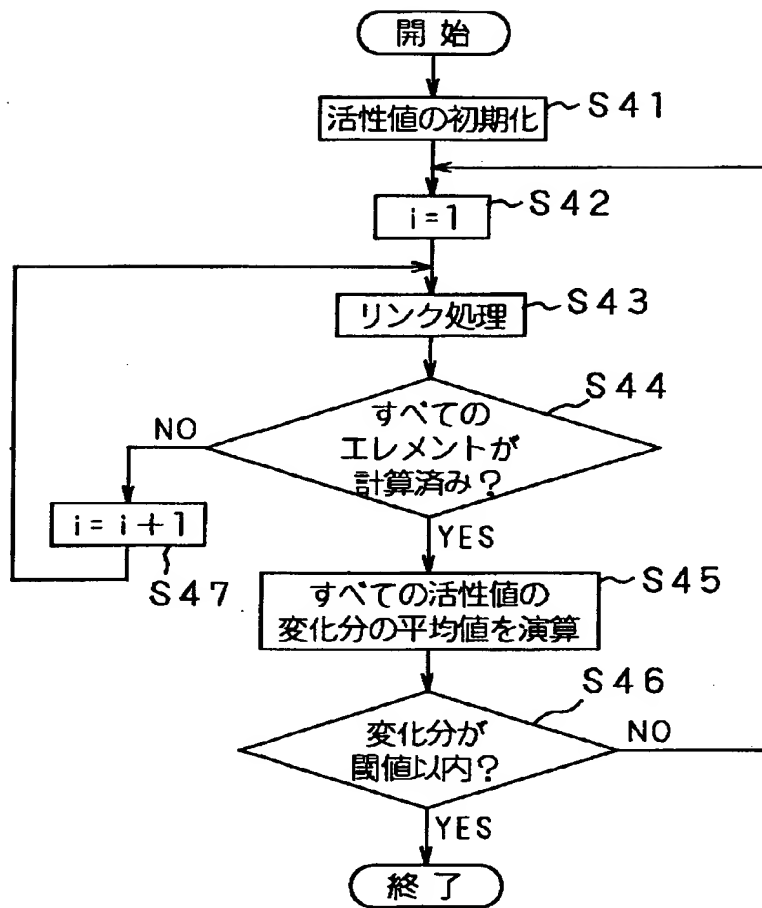 開始
活性値の初期化
S41
i=1
S42
リンク処理
S43
S44
すべての
エレメントが
計算済み?
NO
YES
i=i+1
S47
すべての活性値の
変化分の平均値を演算
S45
S46
変化分が
閾値以内?
NO
YES
終了